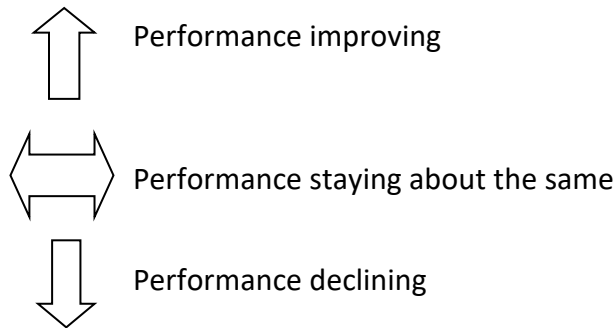 Performance improving
Performance staying about the same
Performance declining